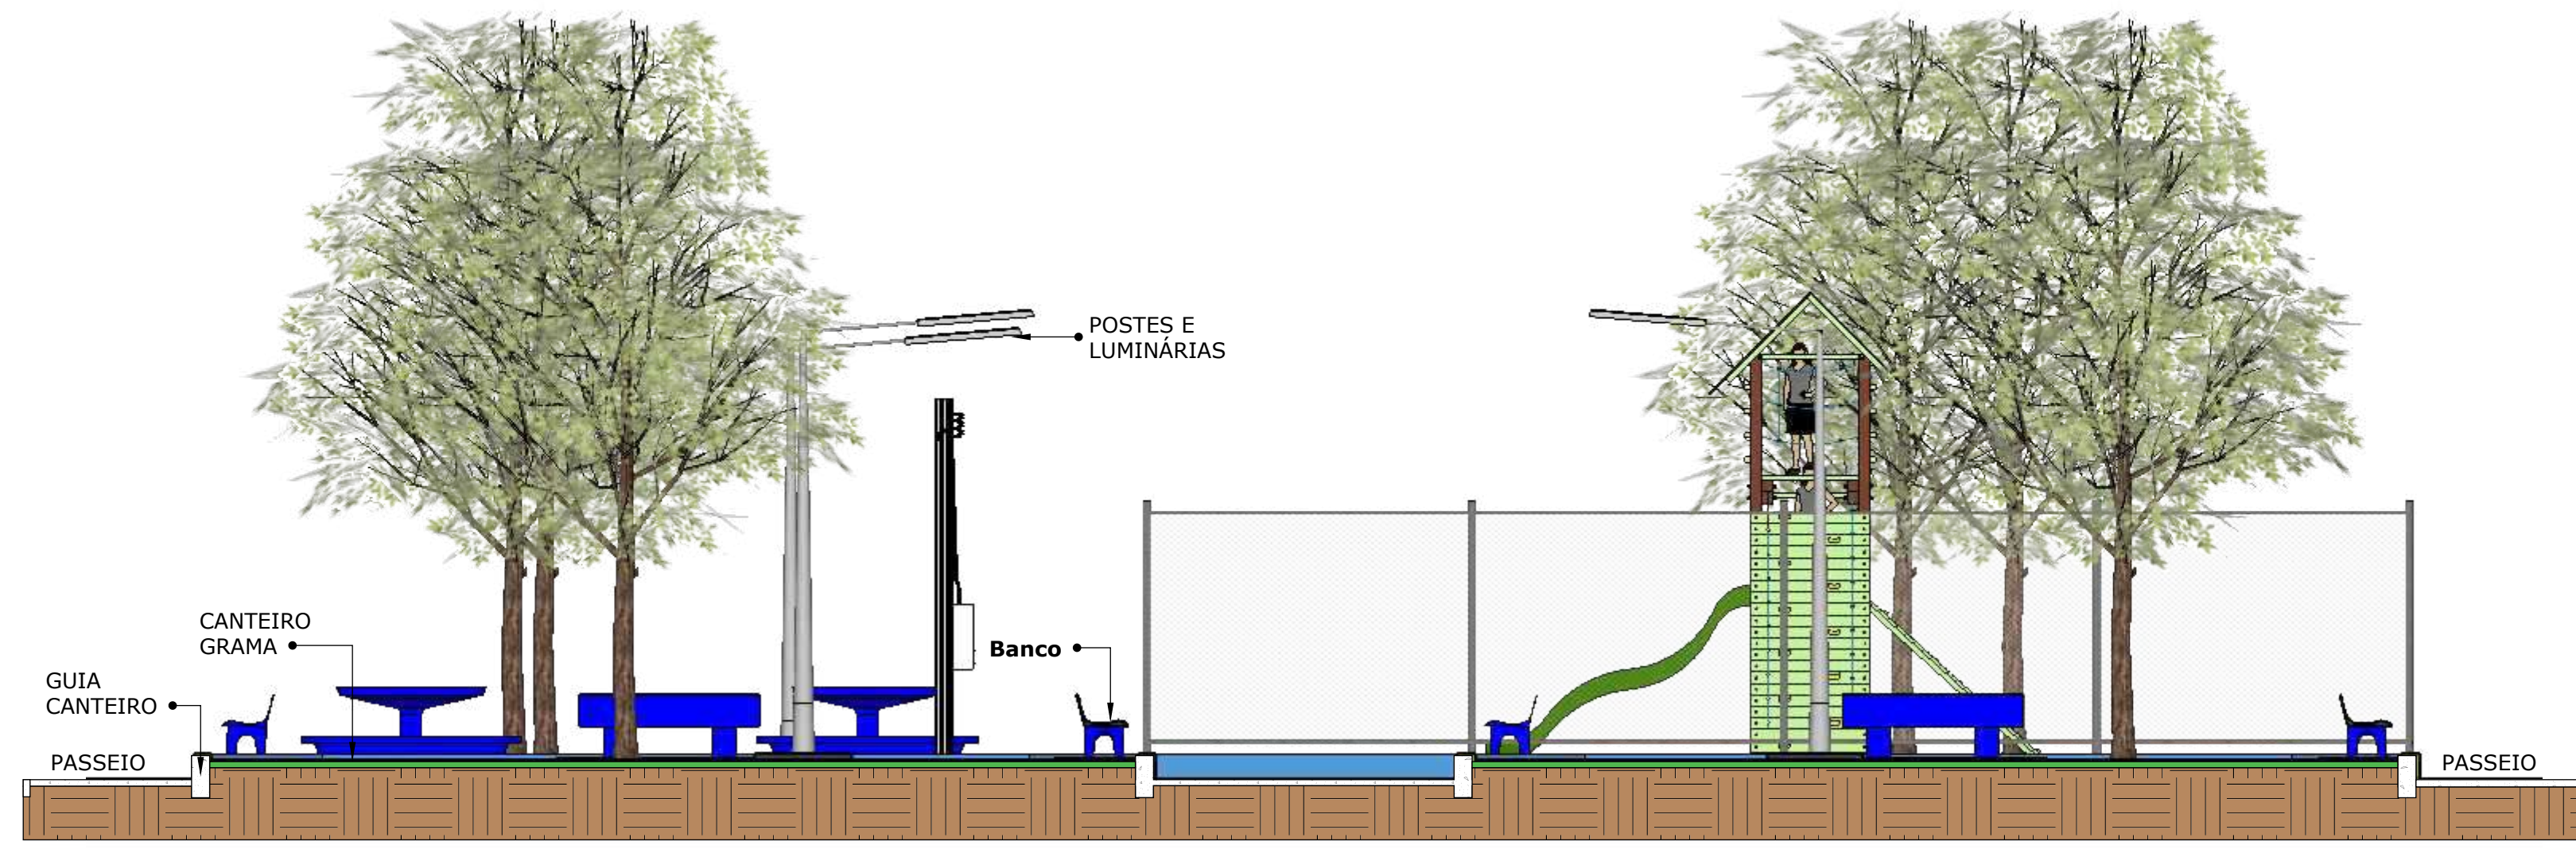 POSTES E
LUMINÁRIAS
CANTEIRO
GRAMA
Banco
GUIA
CANTEIRO
PASSEIO
PASSEIO